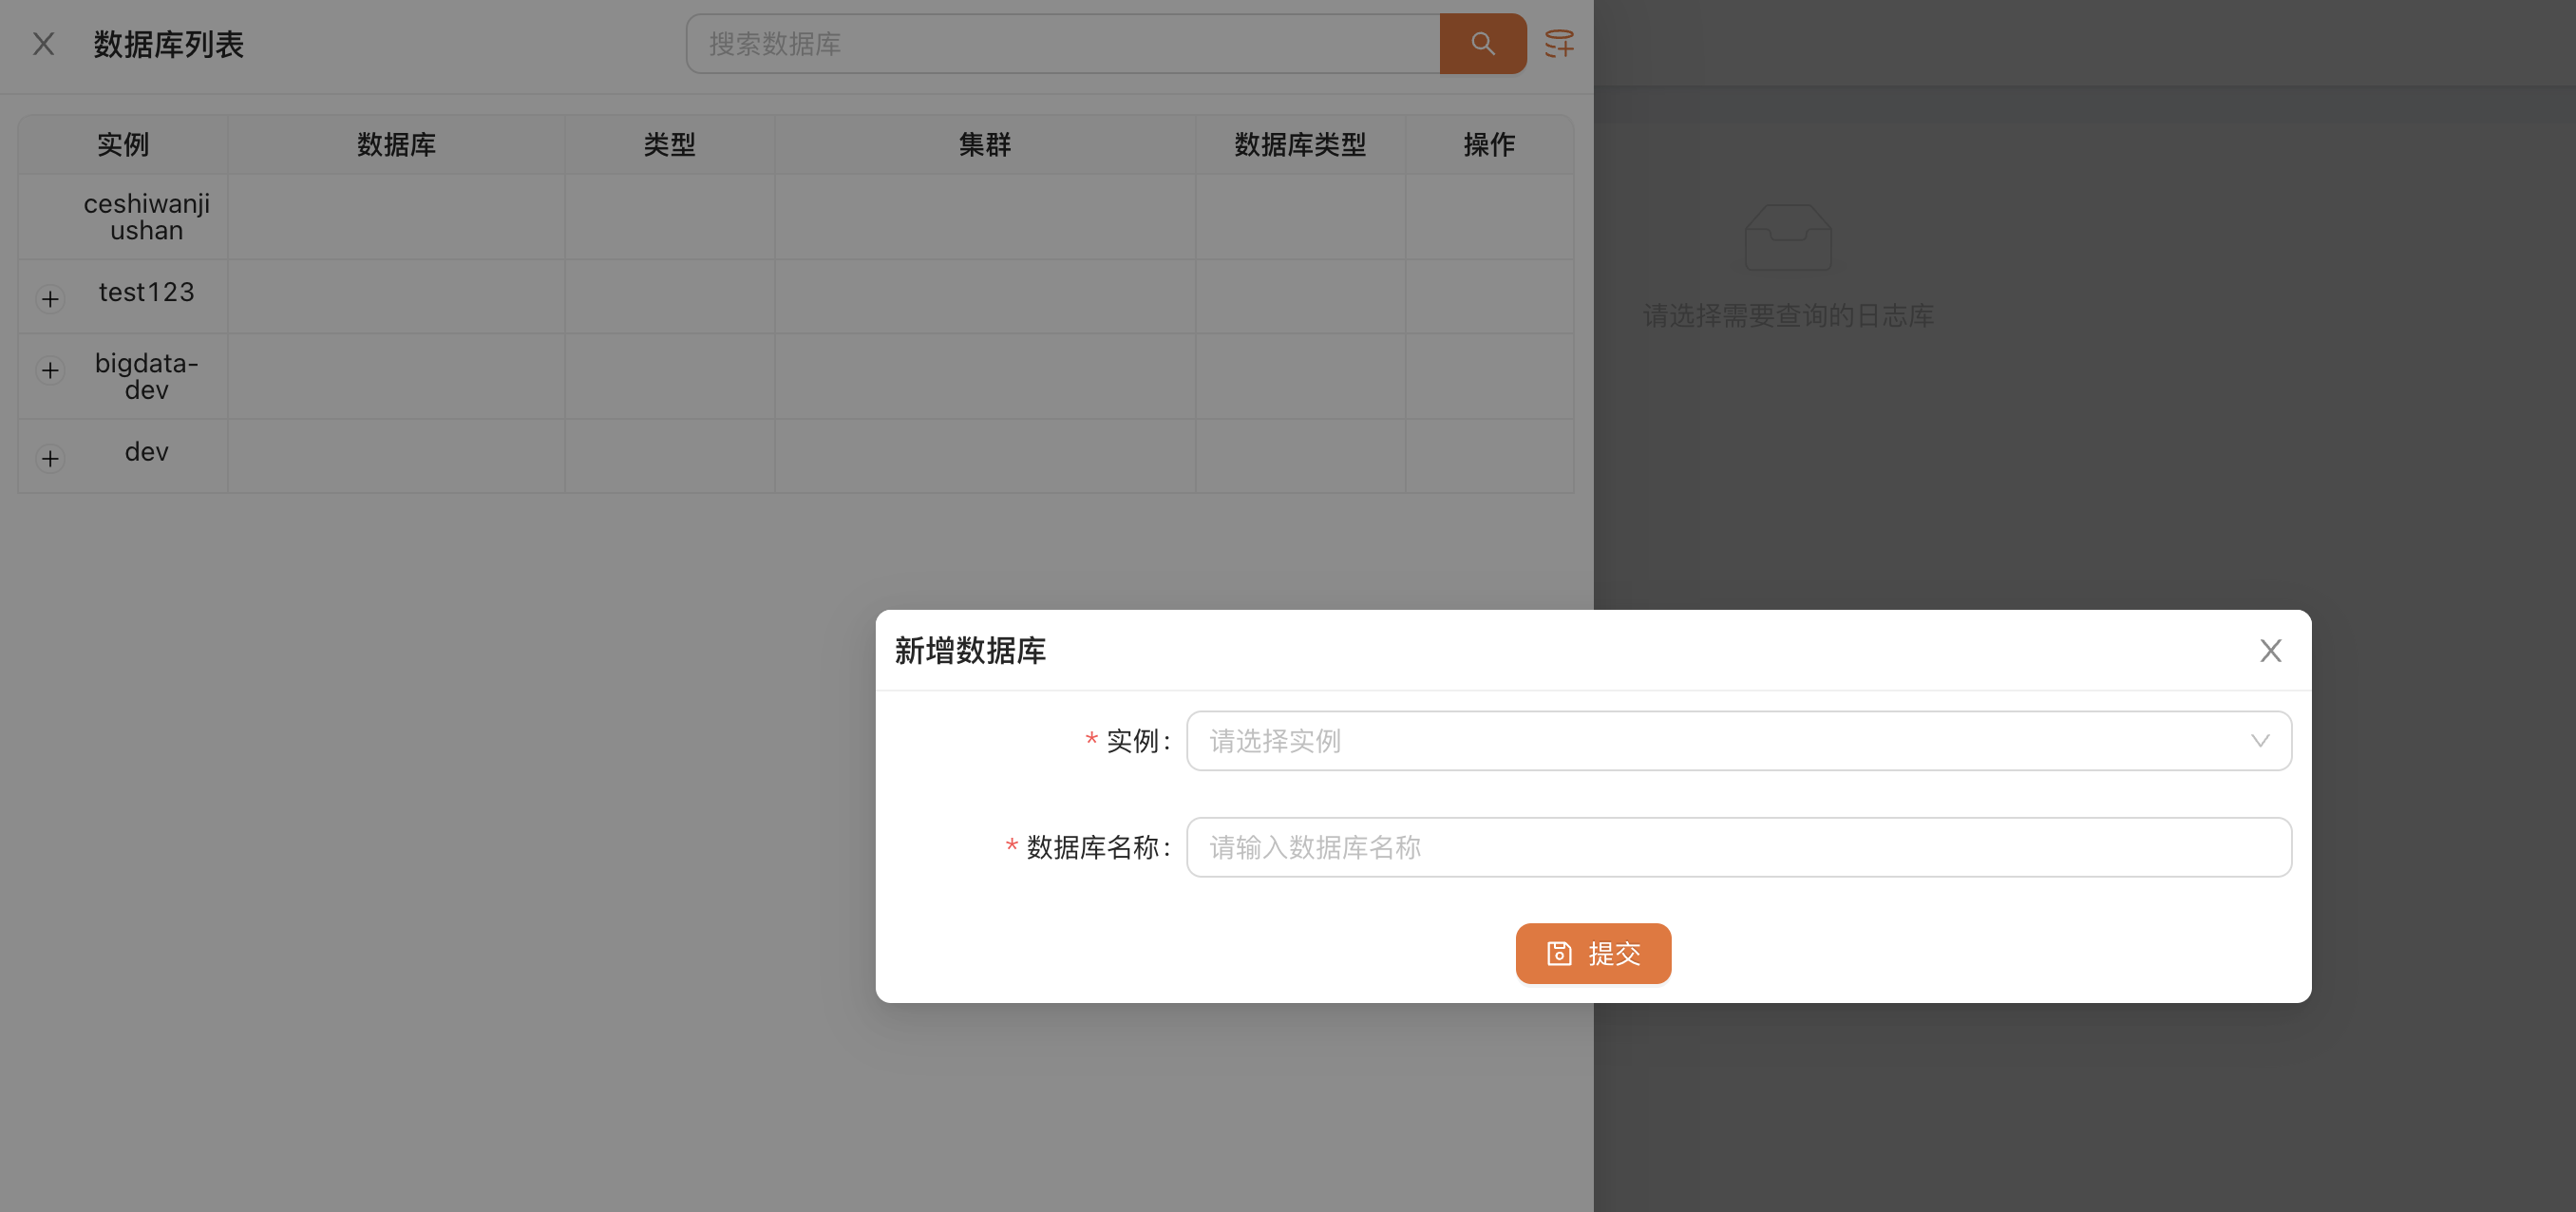 数据库列表
搜索数据库
实例 数据库 类型 集群 数据库类型 操作
ceshiwanji
ushan
test123
bigdata-
dev
dev
请选择需要查询的日志库
新增数据库
* 实例:
请选择实例
* 数据库名称:
请输入数据库名称
提交